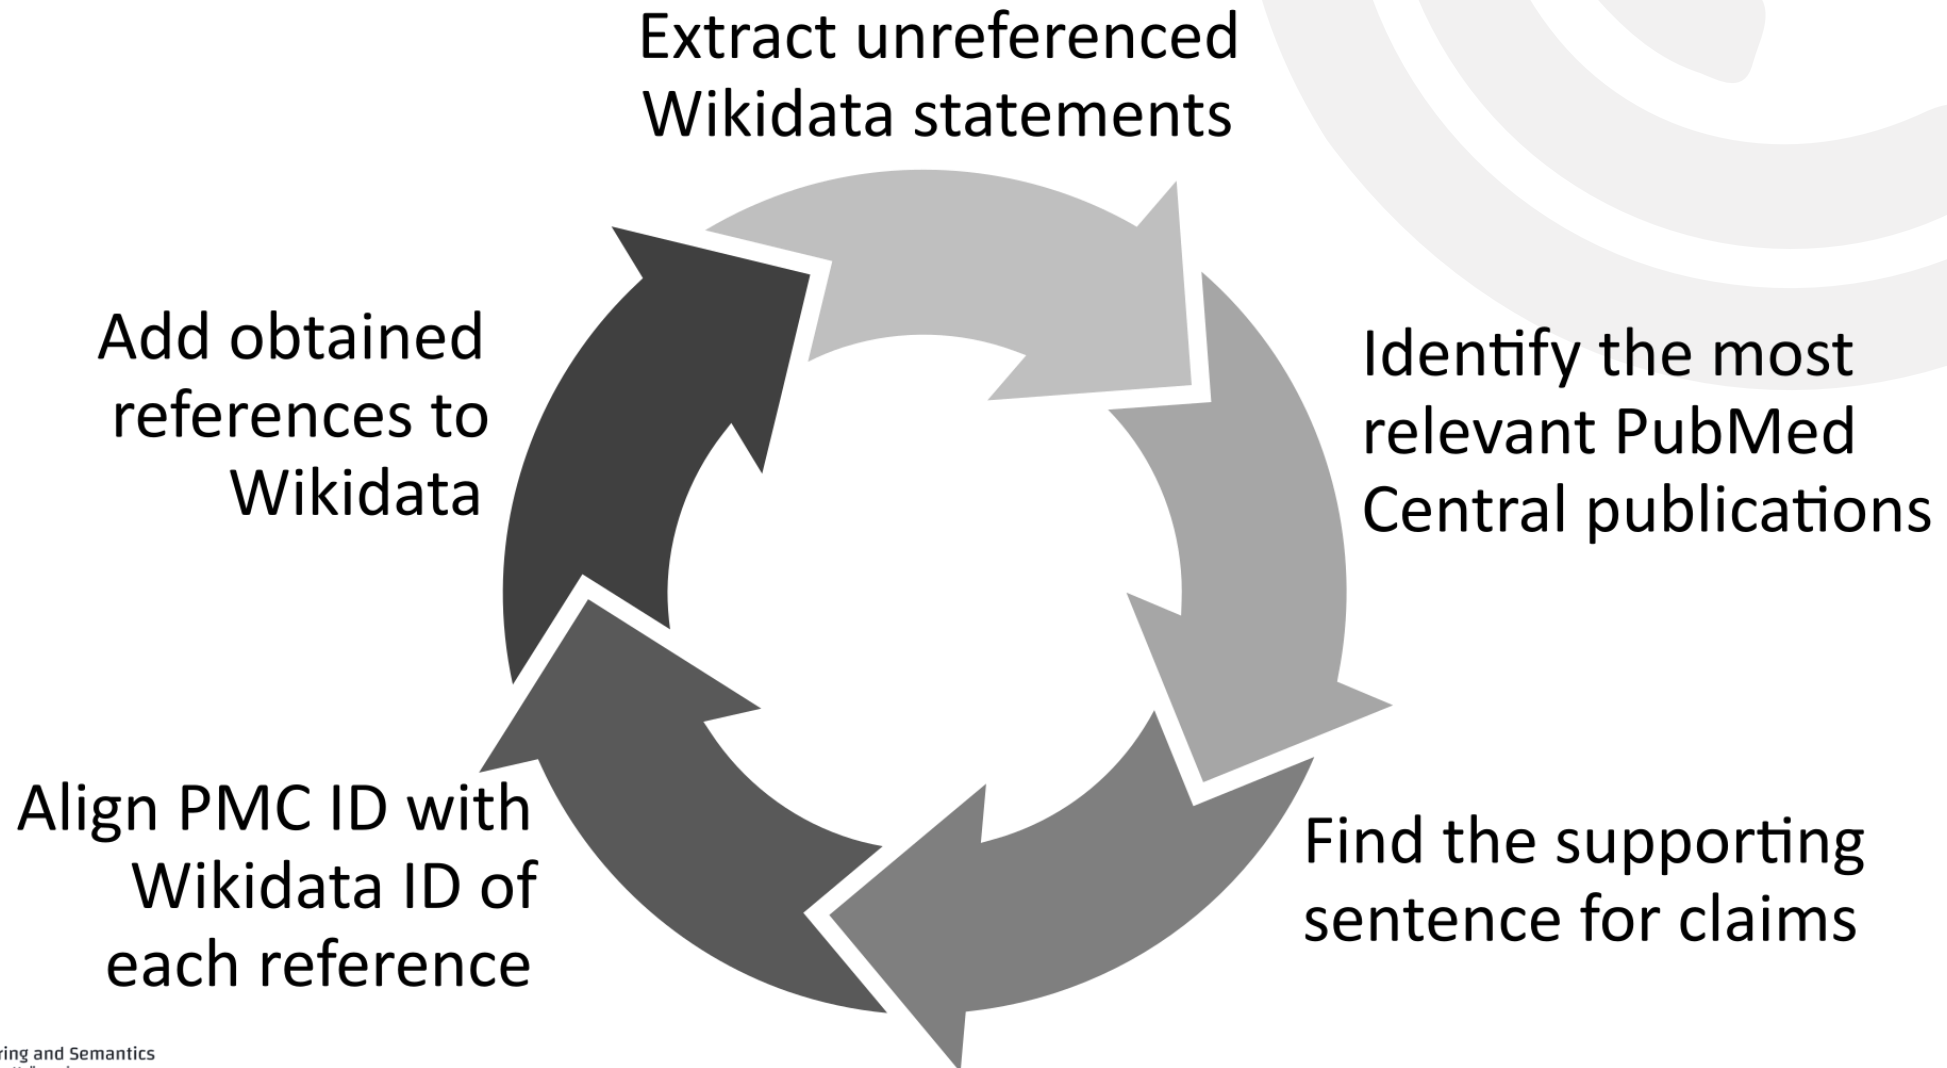 Extract unreferenced
Wikidata statements
Identify the most
relevant PubMed
Central publications
Find the supporting
sentence for claims
Align PMC ID with
Wikidata ID of
each reference
Add obtained
references to
Wikidata
ring and Semantics